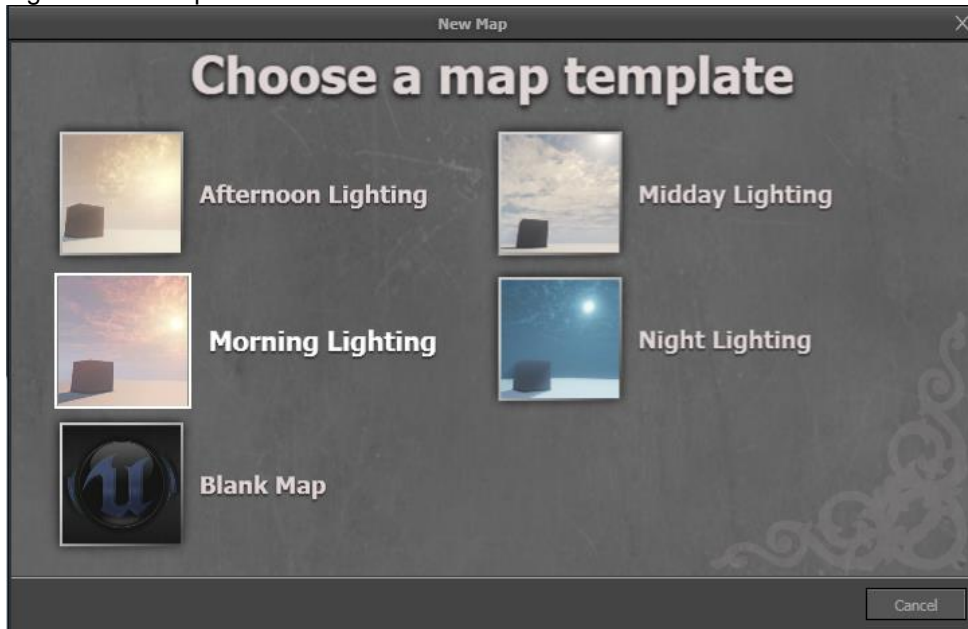 New Map
Choose a map template
Afternoon Lighting
Midday Lighting
Morning Lighting
Night Lighting
Blank Map
Cancel